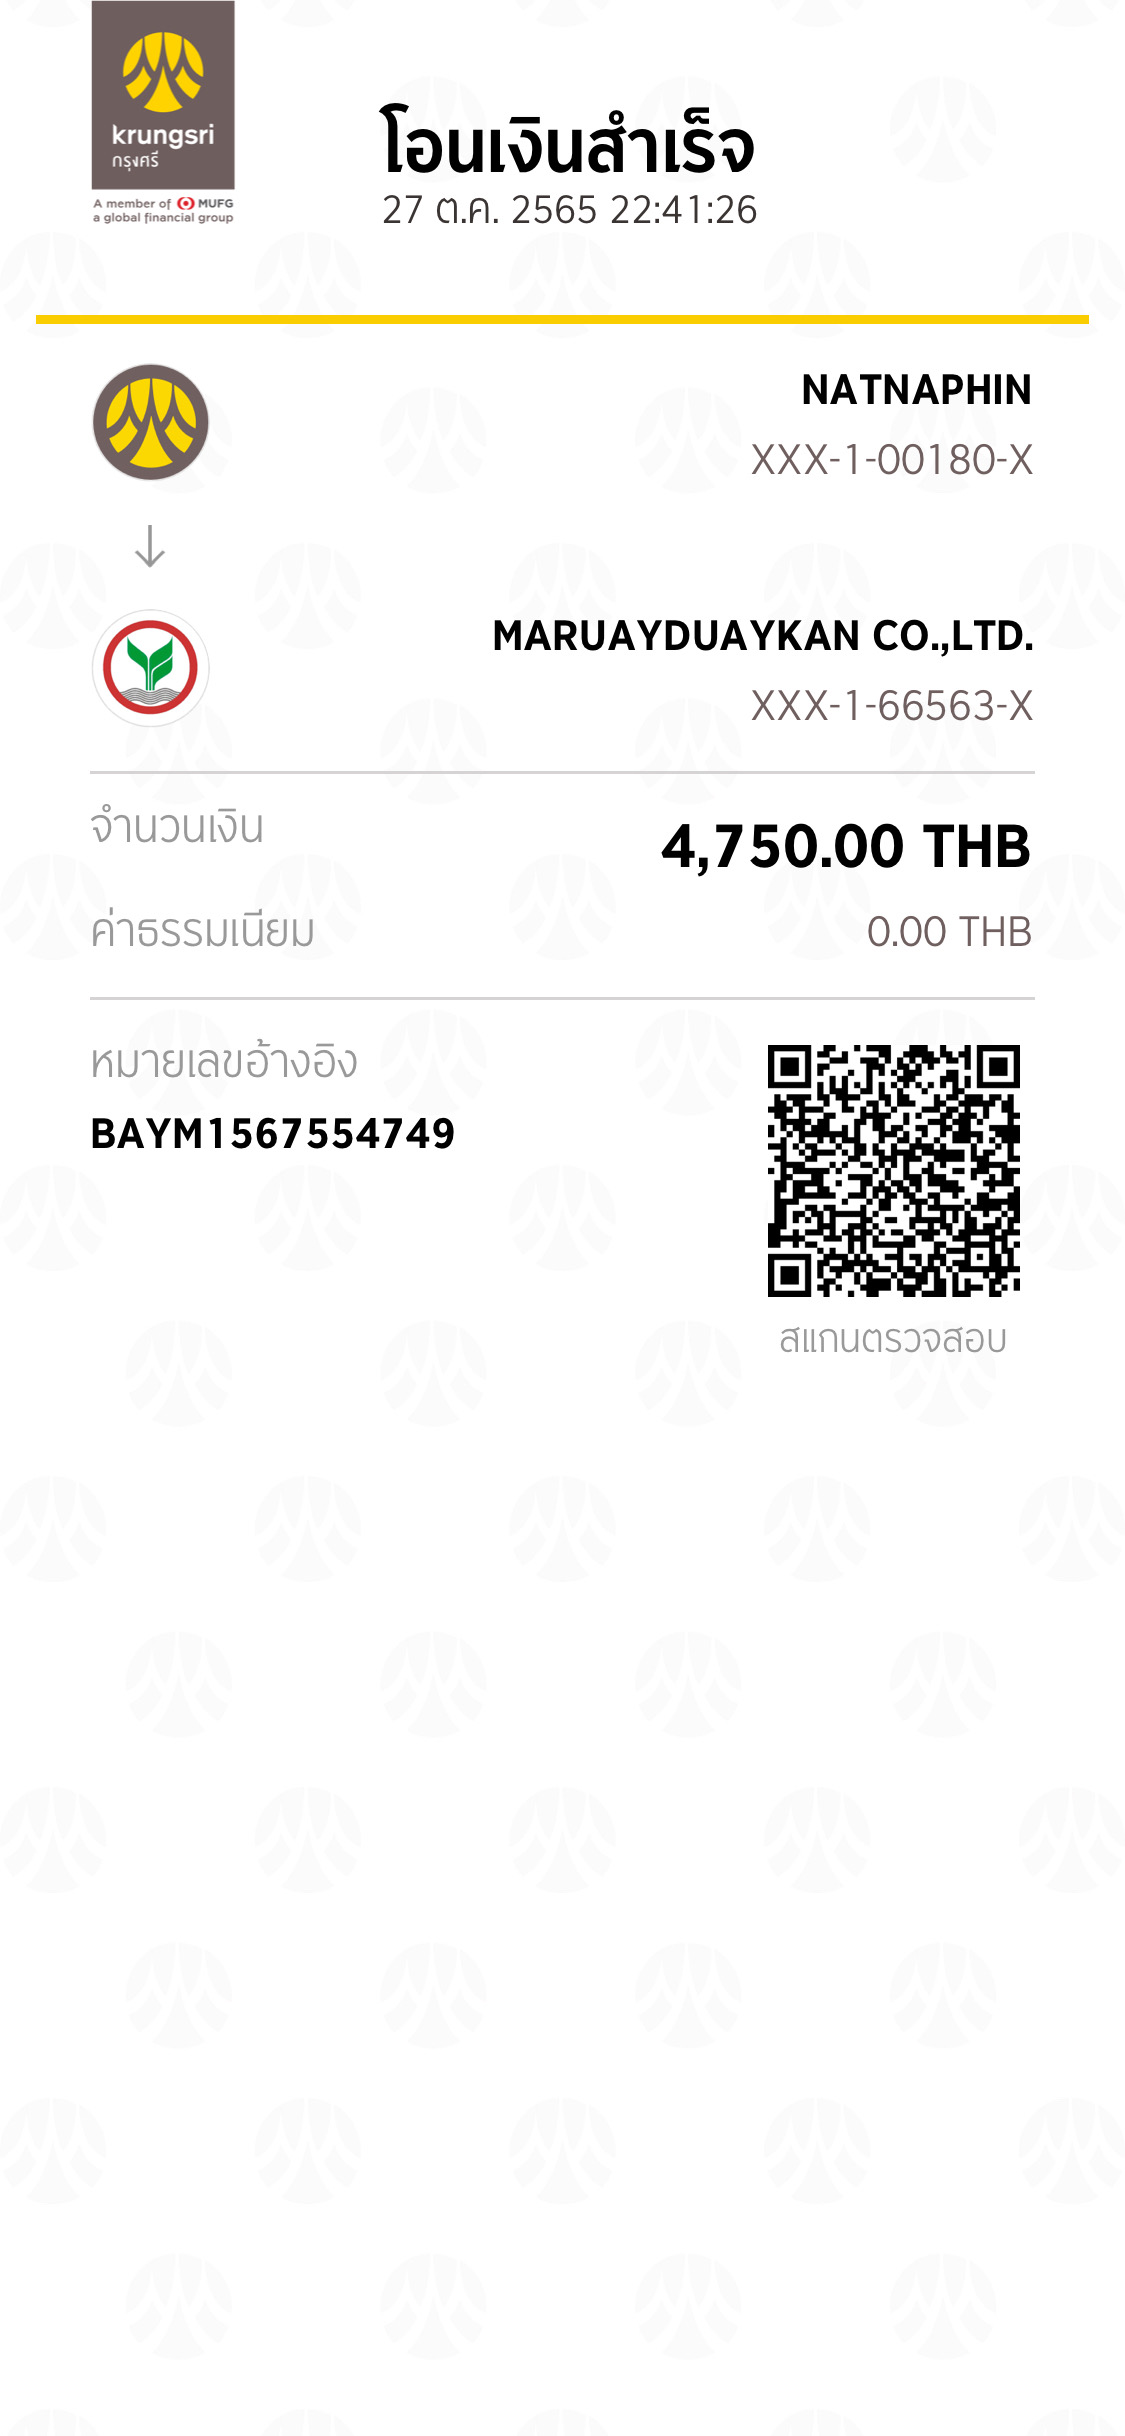 krungsri
กรุงศรี
A member of MUFG
a global financial group
โอนเงินสำเร็จ
27 ต.ค. 2565 22:41:26
NATNAPHIN
XXX-1-00180-X
MARUAYDUAYKAN CO.,LTD.
XXX-1-66563-X
จำนวนเงิน
4,750.00 THB
ค่าธรรมเนียม
0.00 THB
หมายเลขอ้างอิง
BAYM1567554749
สแกนตรวจสอบ